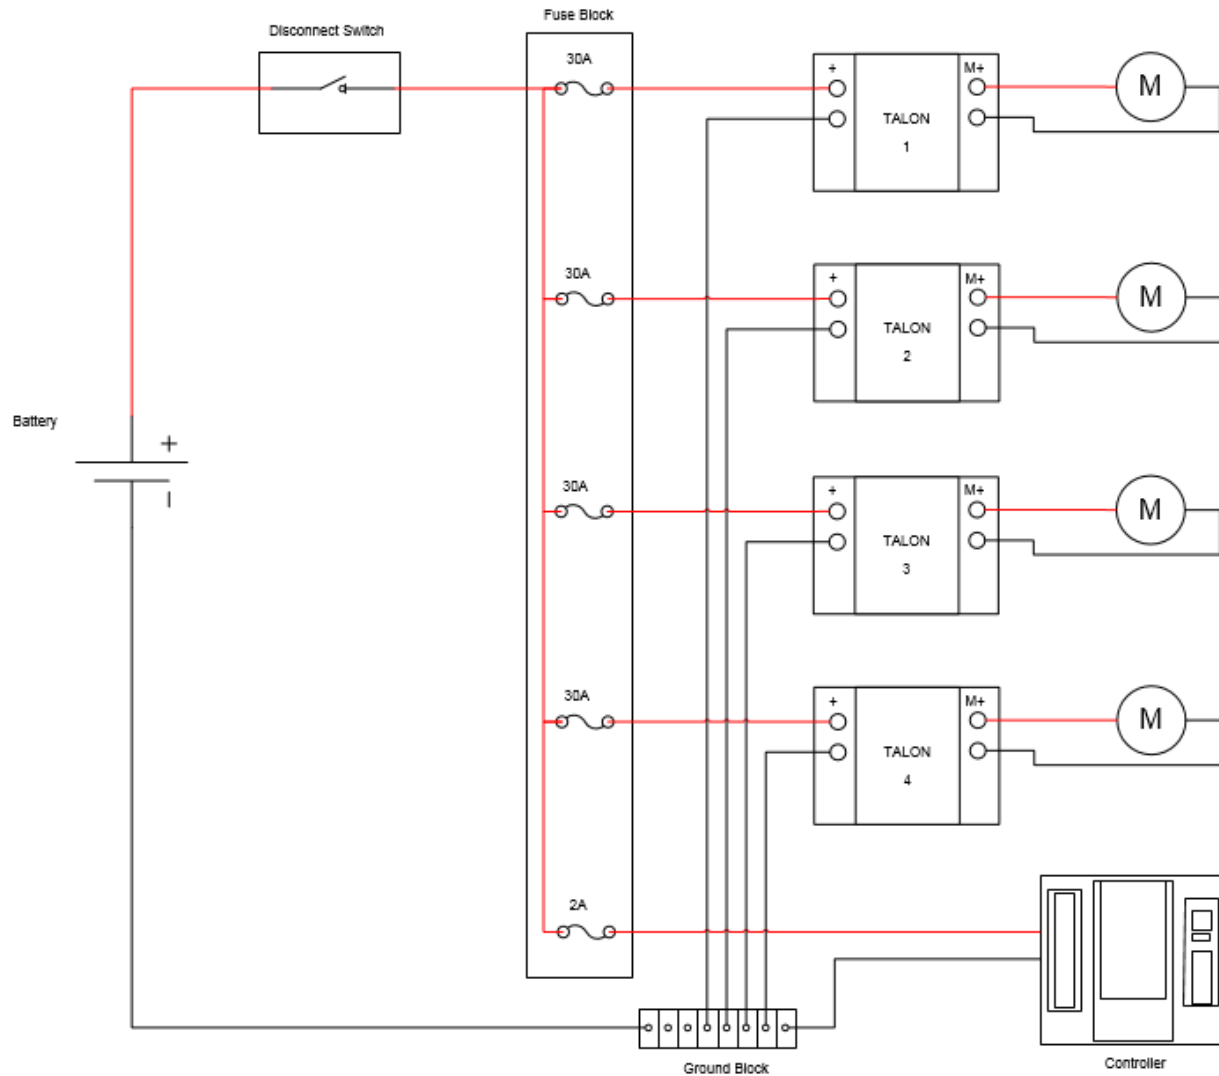 Fuse Block
Disconnect Switch
30A
+
M+
M
TALON
1
30A
+
M+
M
TALON
2
Battery
+
30A
+
M+
M
TALON
3
30A
+
M+
M
TALON
4
2A
Ground Block
Controller